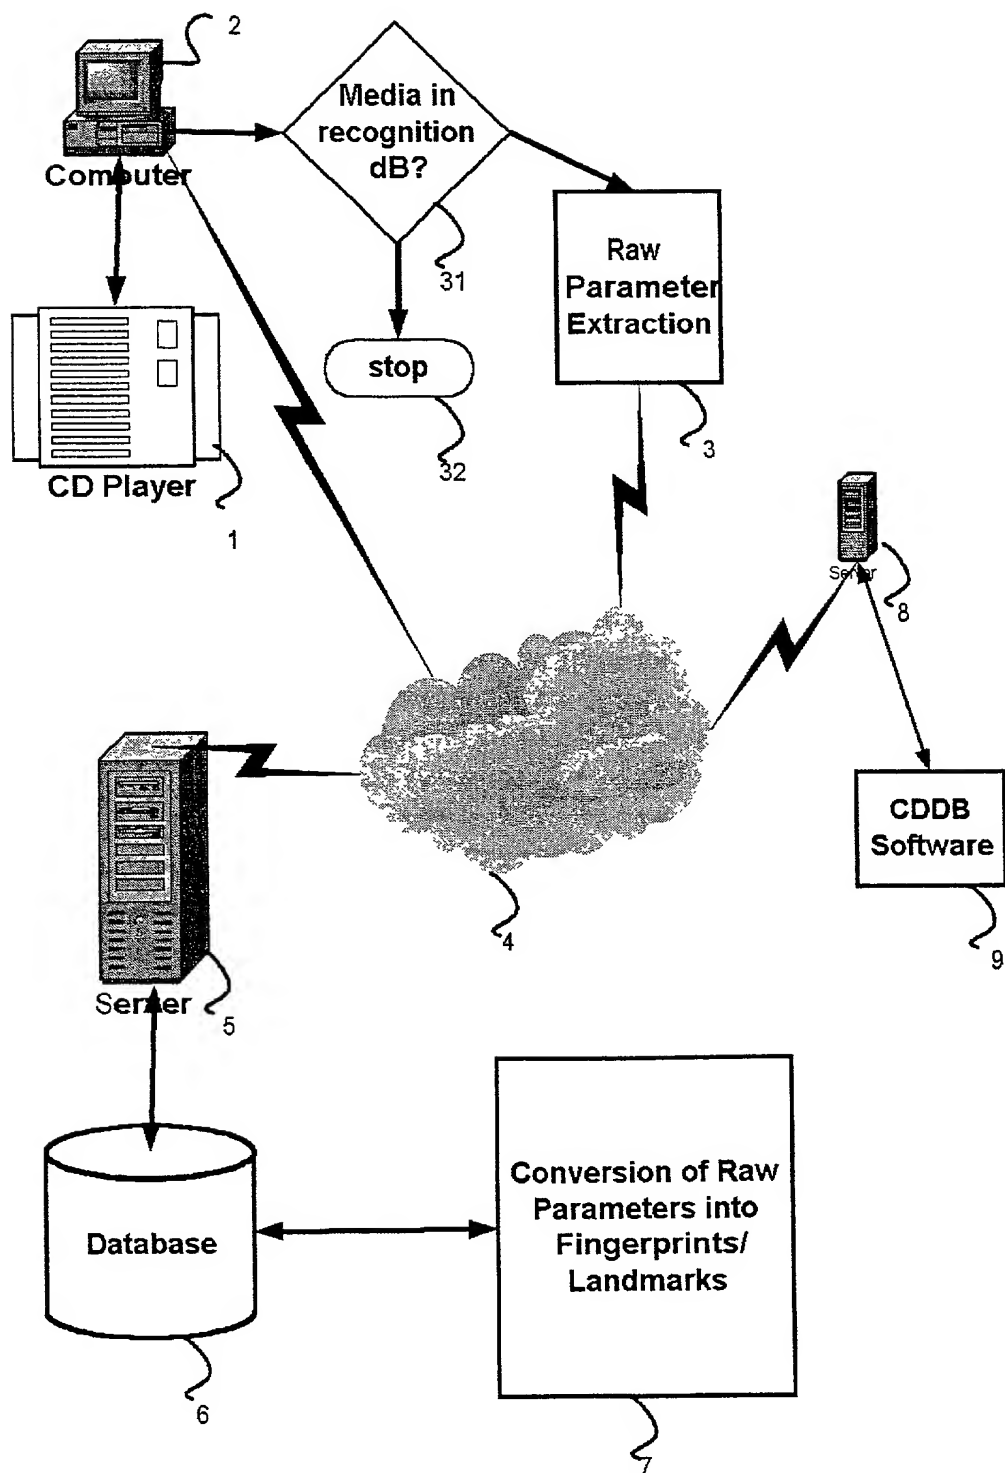 2
Media in
recognition
dB?
Computer
Raw
Parameter
Extraction
31
stop
32
3
CD Player
1
Server
8
CDDB
Software
4
9
Server
5
Conversion of Raw
Parameters into
Fingerprints/
Landmarks
Database
6
7